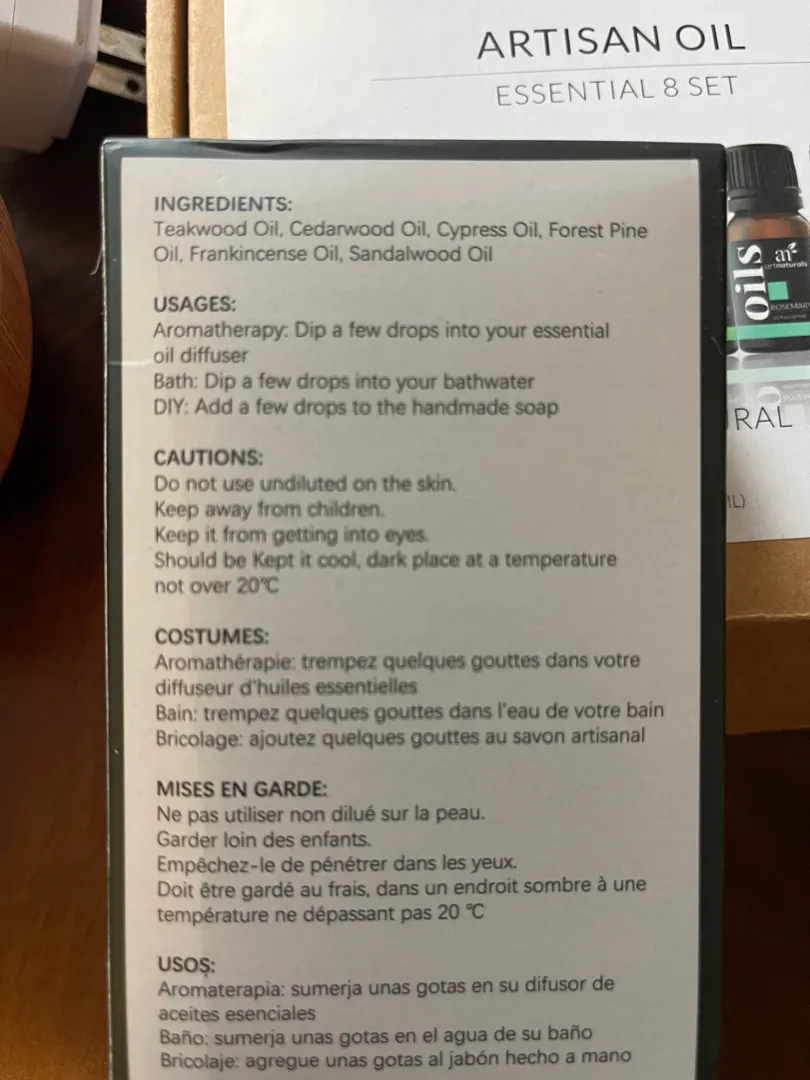 ARTISAN OIL
ESSENTIAL 8 SET
INGREDIENTS:
Teakwood Oil, Cedarwood Oil, Cypress Oil, Forest Pine
Oil, Frankincense Oil, Sandalwood Oil
USAGES:
Aromatherapy: Dip a few drops into your essential
oil diffuser
Bath: Dip a few drops into your bathwater
DIY: Add a few drops to the handmade soap
CAUTIONS:
Do not use undiluted on the skin.
Keep away from children.
Keep it from getting into eyes.
Should be Kept it cool, dark place at a temperature
not over 20℃
COSTUMES:
Aromathérapie: trempez quelques gouttes dans votre
diffuseur d'huiles essentielles
Bain: trempez quelques gouttes dans l'eau de votre bain
Bricolage: ajoutez quelques gouttes au savon artisanal
MISES EN GARDE:
Ne pas utiliser non dilué sur la peau.
Garder loin des enfants.
Empêchez-le de pénétrer dans les yeux.
Doit être gardé au frais, dans un endroit sombre à une
température ne dépassant pas 20 ℃
USOS:
Aromaterapia: sumerja unas gotas en su difusor de
aceites esenciales
Baño: sumerja unas gotas en el agua de su baño
Bricolaje: agregue unas gotas al jabón hecho a mano
oils
ar
artnaturals
ROSEMARY
RAL
ML)